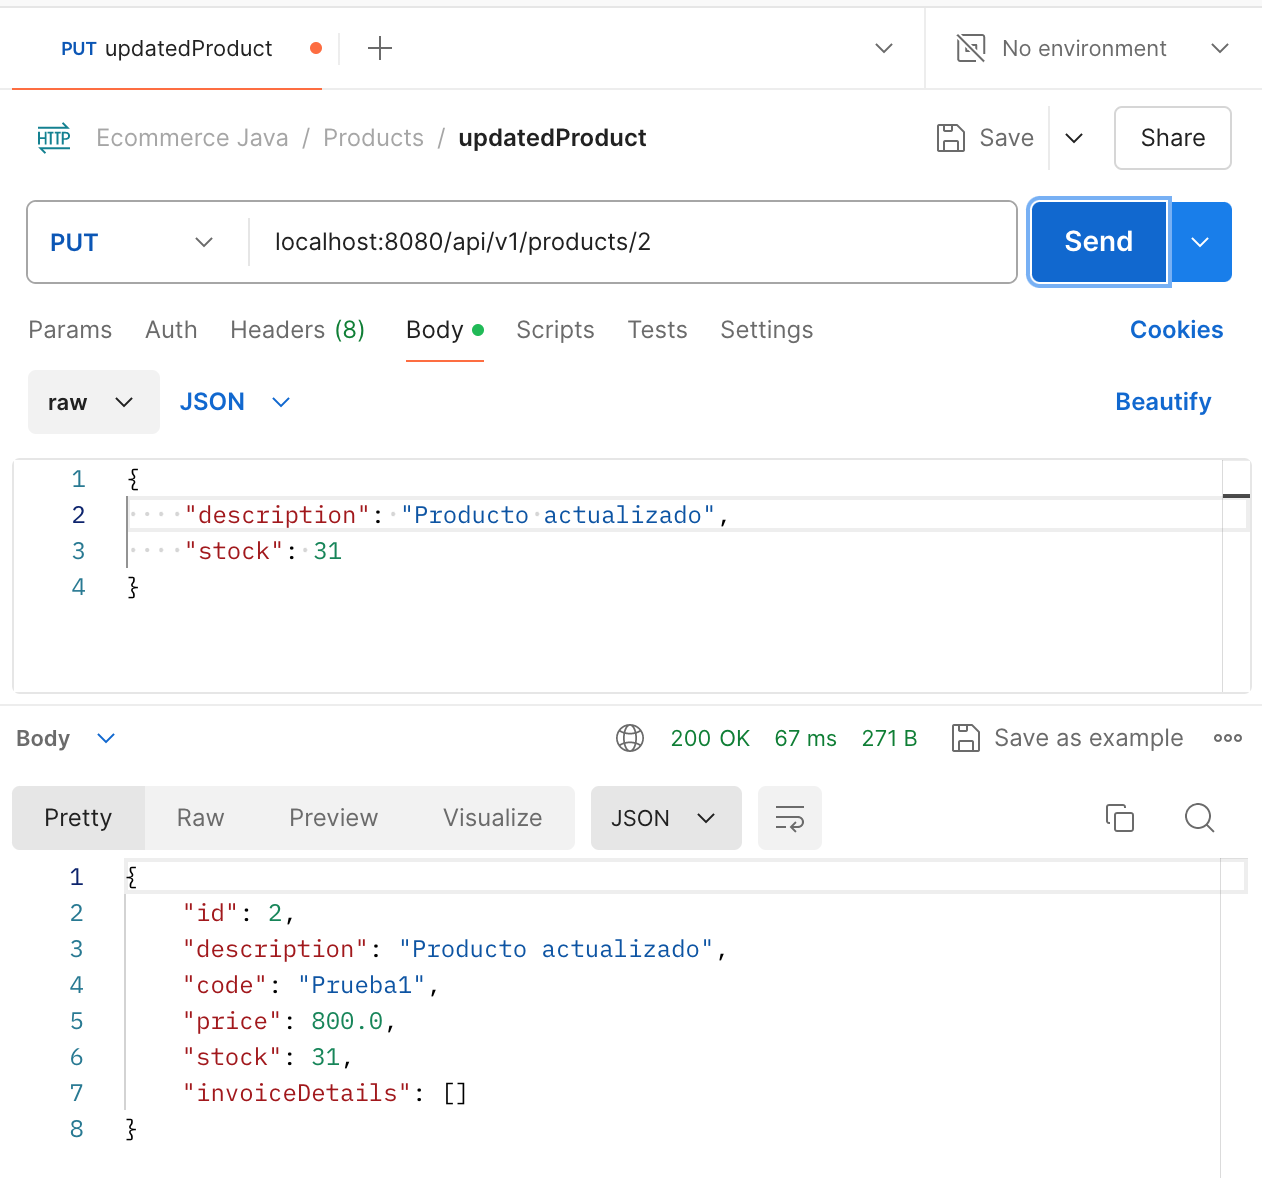 PUT updatedProduct
No environment
HTTP Ecommerce Java / Products / updatedProduct
Save
Share
PUT localhost:8080/api/v1/products/2
Send
Params Auth Headers (8) Body Scripts Tests Settings Cookies
raw JSON Beautify
1 {
2 "description": "Producto actualizado",
3 "stock": 31
4 }
Body 200 OK 67 ms 271 B Save as example
Pretty Raw Preview Visualize JSON
1 {
2 "id": 2,
3 "description": "Producto actualizado",
4 "code": "Prueba1",
5 "price": 800.0,
6 "stock": 31,
7 "invoiceDetails": []
8 }